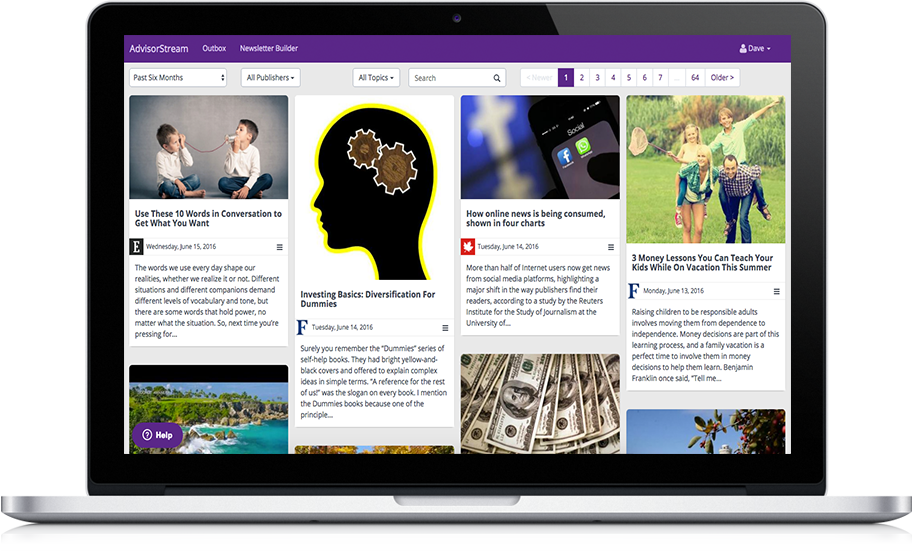 AdvisorStream Outbox Newsletter Builder Dave
Past Six Months All Publishers All Topics Search < Newer 1 2 3 4 5 6 7 ... 64 Older >
Use These 10 Words in Conversation to
Get What You Want
E Wednesday, June 15, 2016
The words we use every day shape our
realities, whether we realize it or not. Different
situations and different companies demand
different levels of vocabulary and tone, but
there are some words that hold power, no
matter what the situation. So, next time you're
pressing for...
Help
Investing Basics: Diversification For
Dummies
F Tuesday, June 14, 2016
Surely you remember the “Dummies” series of
self-help books. They had bright yellow-and-
black covers and offered to explain complex
ideas in simple terms. “A reference for the rest
of us!” was the slogan on every book. I mention
the Dummies books because one of the
principle...
Social
How online news is being consumed,
shown in four charts
Tuesday, June 14, 2016
More than half of Internet users now get news
from social media platforms, highlighting a
major shift in the way publishers find their
readers, according to a study by the Reuters
Institute for the Study of Journalism at the
University of...
3 Money Lessons You Can Teach Your
Kids While On Vacation This Summer
F Monday, June 13, 2016
Raising children to be responsible adults
involves moving them from dependence to
independence. Money decisions are part of this
learning process, and a family vacation is a
perfect time to involve them in money
decisions to help them learn. Benjamin
Franklin once said, “Tell me...